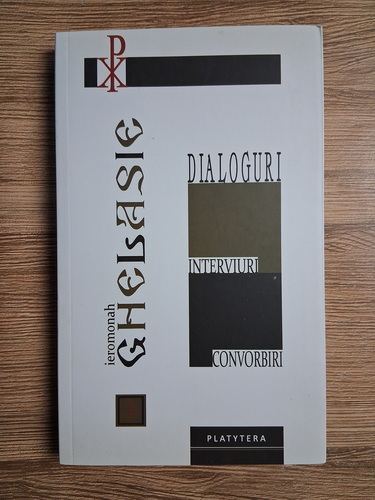 ieromonah
GHELASIE
DIALOGURI
INTERVIURI
CONVORBIRI
PLATYTERA